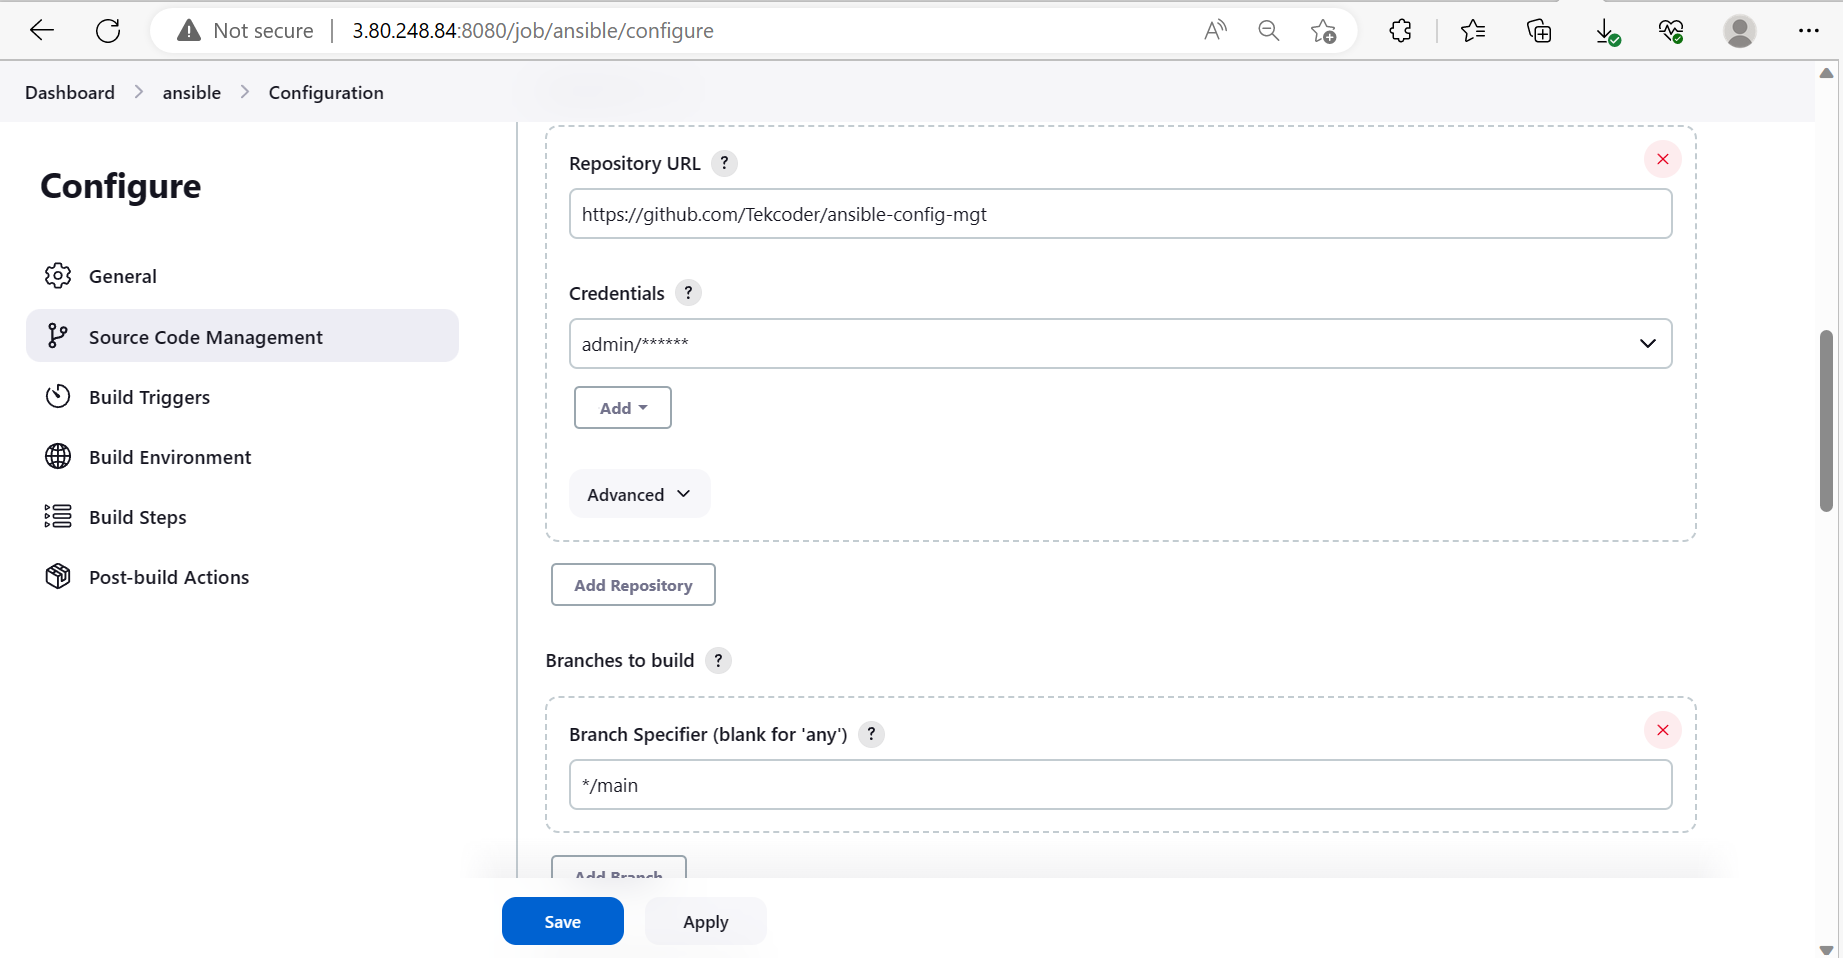 Not secure | 3.80.248.84:8080/job/ansible/configure
Dashboard > ansible > Configuration
Configure
General
Source Code Management
Build Triggers
Build Environment
Build Steps
Post-build Actions
Repository URL ?
https://github.com/Tekcoder/ansible-config-mgt
Credentials ?
admin/******
Add
Advanced
Add Repository
Branches to build ?
Branch Specifier (blank for 'any') ?
*/main
Add Branch
Save
Apply